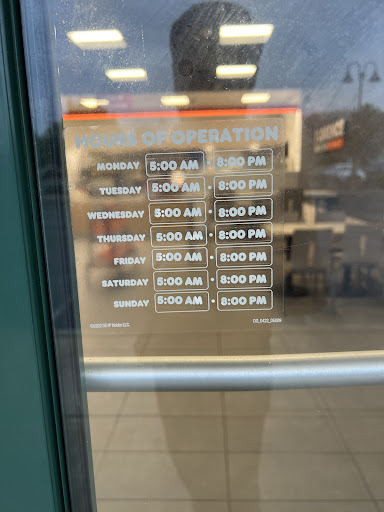 HOURS OF OPERATION
MONDAY 5:00 AM • 8:00 PM
TUESDAY 5:00 AM • 8:00 PM
WEDNESDAY 5:00 AM • 8:00 PM
THURSDAY 5:00 AM • 8:00 PM
FRIDAY 5:00 AM • 8:00 PM
SATURDAY 5:00 AM • 8:00 PM
SUNDAY 5:00 AM • 8:00 PM